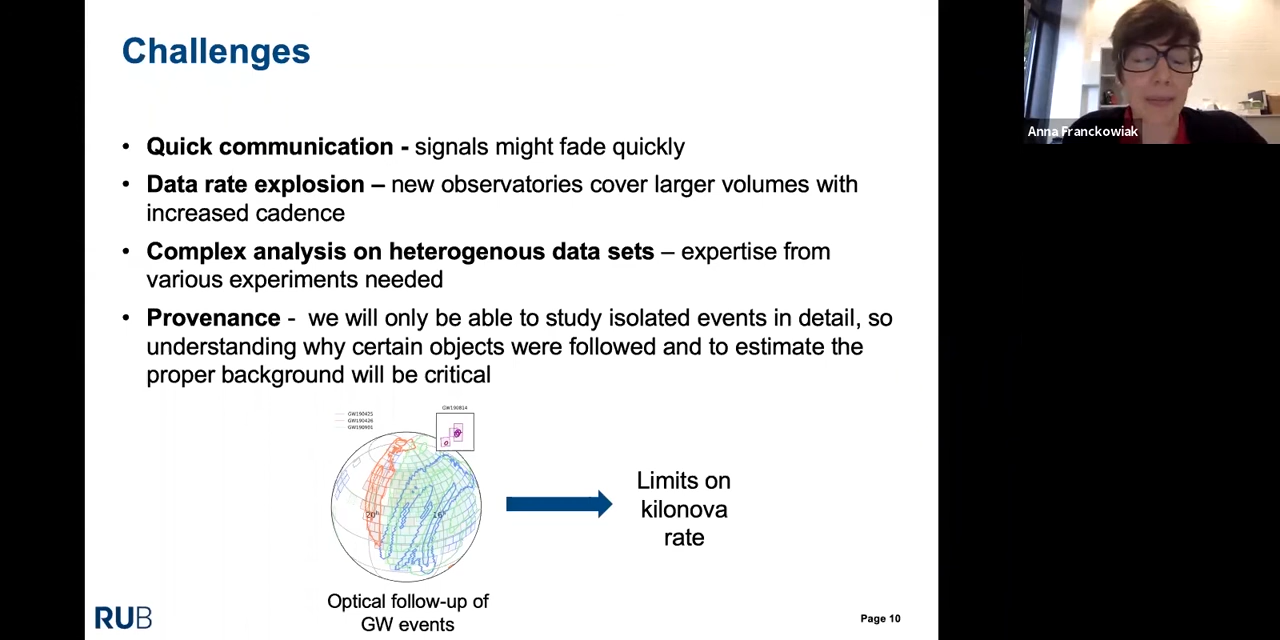 Challenges
Anna Franckowiak
• Quick communication - signals might fade quickly
• Data rate explosion – new observatories cover larger volumes with
increased cadence
• Complex analysis on heterogenous data sets – expertise from
various experiments needed
• Provenance - we will only be able to study isolated events in detail, so
understanding why certain objects were followed and to estimate the
proper background will be critical
GW190425
GW190426
GW190901
GW190814
20h
16h
Limits on
kilonova
rate
Optical follow-up of
GW events
RUB
Page 10